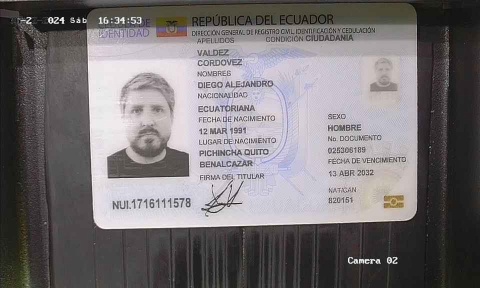 -2 024 Sáb 16:34:53
DE IDENTIDAD
REPÚBLICA DEL ECUADOR
DIRECCIÓN GENERAL DE REGISTRO CIVIL, IDENTIFICACIÓN Y CEDULACIÓN
APELLIDOS CONDICIÓN CIUDADANÍA
VALDEZ
CORDOVEZ
NOMBRES
DIEGO ALEJANDRO
NACIONALIDAD
ECUATORIANA
FECHA DE NACIMIENTO
12 MAR 1991
LUGAR DE NACIMIENTO
PICHINCHA QUITO
BENALCAZAR
FIRMA DEL TITULAR
SEXO
HOMBRE
No. DOCUMENTO
025306189
FECHA DE VENCIMIENTO
13 ABR 2032
NAT/CAN
820151
NUI.1716111578
Camera 02